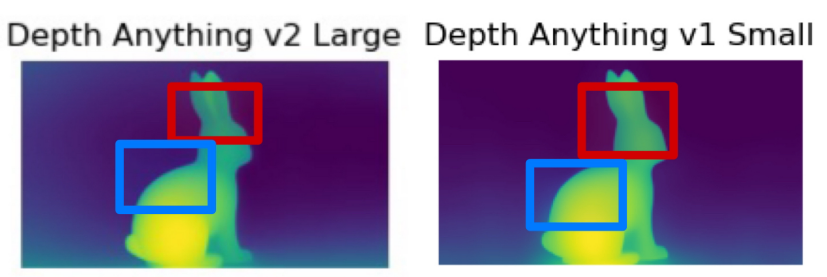 Depth Anything v2 Large
Depth Anything v1 Small